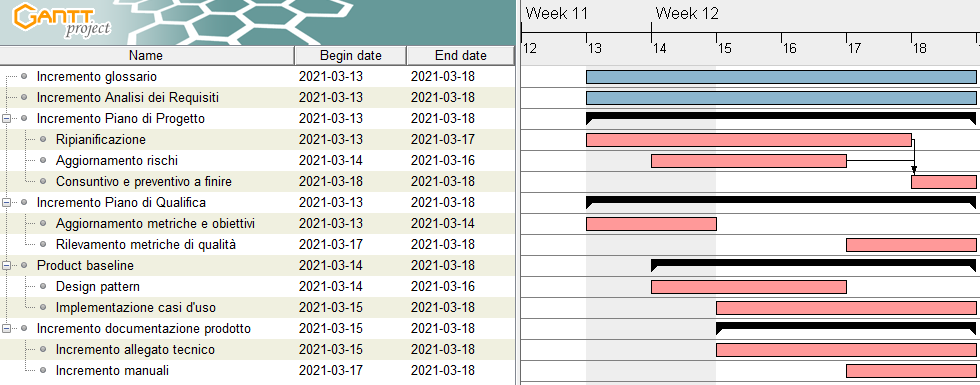 GANTT
project
Week 11 Week 12
12 13 14 15 16 17 18
Name Begin date End date
Incremento glossario 2021-03-13 2021-03-18
Incremento Analisi dei Requisiti 2021-03-13 2021-03-18
Incremento Piano di Progetto 2021-03-13 2021-03-18
Ripianificazione 2021-03-13 2021-03-17
Aggiornamento rischi 2021-03-14 2021-03-16
Consuntivo e preventivo a finire 2021-03-18 2021-03-18
Incremento Piano di Qualifica 2021-03-13 2021-03-18
Aggiornamento metriche e obiettivi 2021-03-13 2021-03-14
Rilevamento metriche di qualità 2021-03-17 2021-03-18
Product baseline 2021-03-14 2021-03-18
Design pattern 2021-03-14 2021-03-16
Implementazione casi d'uso 2021-03-15 2021-03-18
Incremento documentazione prodotto 2021-03-15 2021-03-18
Incremento allegato tecnico 2021-03-15 2021-03-18
Incremento manuali 2021-03-17 2021-03-18